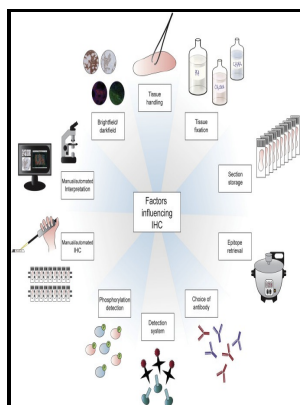 Tissue
handling
Brightfield/
darkfield
Tissue
fixation
Manual/automated
Interpretation
Factors
influencing
IHC
Section
storage
Manual/automated
IHC
Epitope
retrieval
Phosphorylation
detection
Choice of
antibody
Detection
system